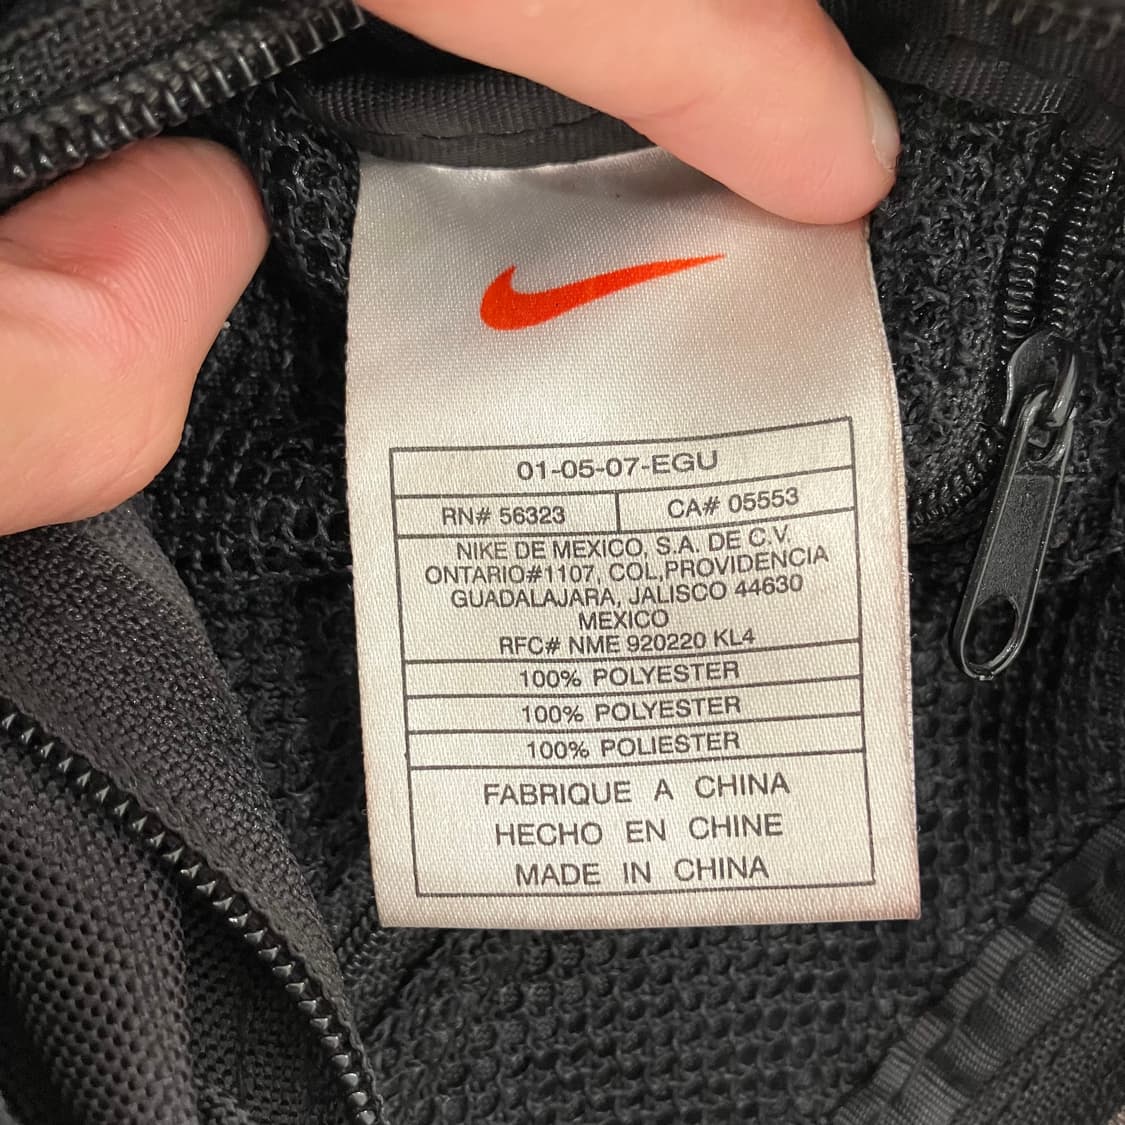 01-05-07-EGU
RN# 56323 CA# 05553
NIKE DE MEXICO, S.A. DE C.V.
ONTARIO#1107, COL,PROVIDENCIA
GUADALAJARA, JALISCO 44630
MEXICO
RFC# NME 920220 KL4
100% POLYESTER
100% POLYESTER
100% POLIESTER
FABRIQUE A CHINA
HECHO EN CHINE
MADE IN CHINA